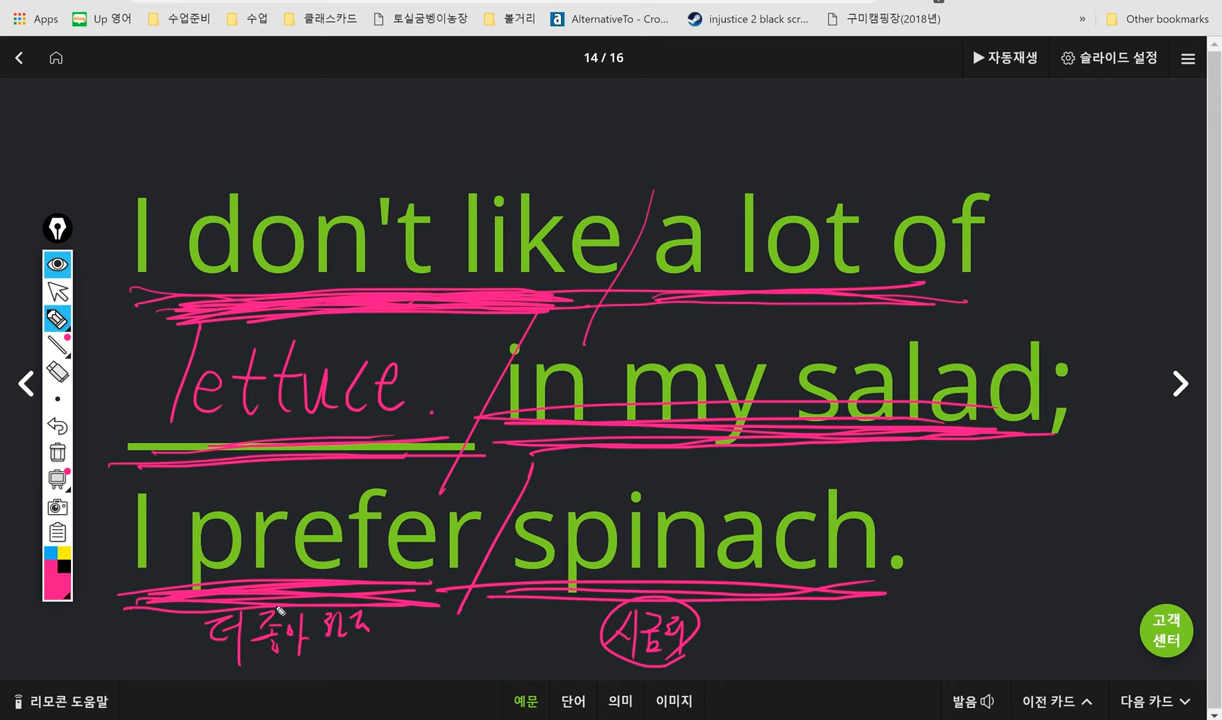 Apps Up 영어 수업준비 수업 클래스카드 토실굼벵이농장 볼거리 AlternativeTo - Cro... injustice 2 black scr... 구미캠핑장(2018년) » Other bookmarks
14 / 16 자동재생 슬라이드 설정
I don't like a lot of
lettuce. in my salad;
I prefer spinach.
더 좋아
시금치
고객
센터
리모콘 도움말 예문 단어 의미 이미지 발음 이전 카드 다음 카드